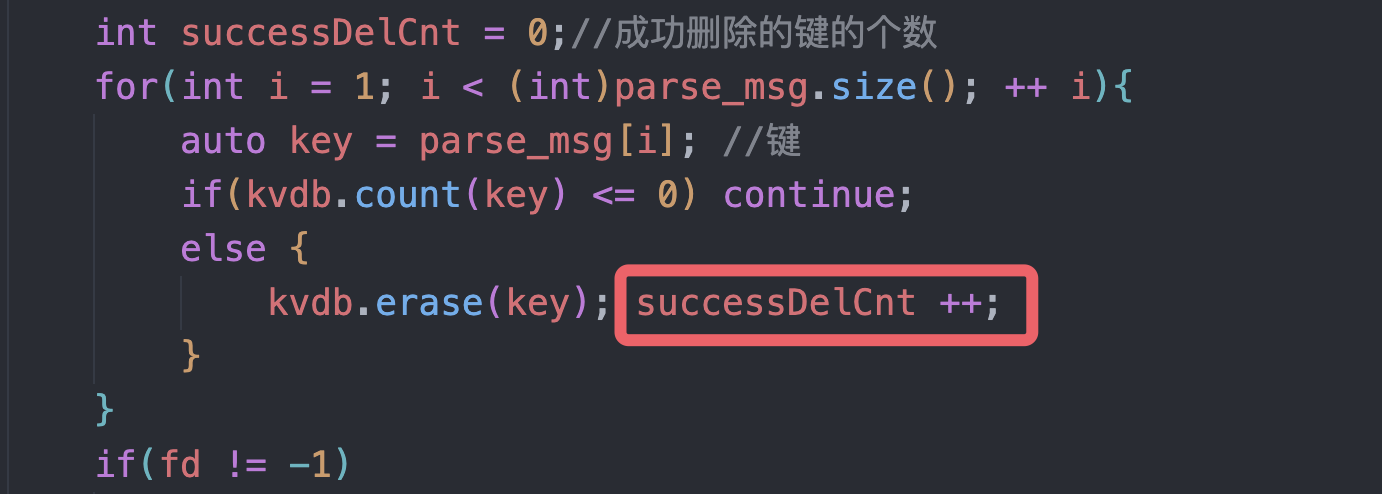 int successDelCnt = 0;//成功删除的键的个数
for(int i = 1; i < (int)parse_msg.size(); ++ i){
auto key = parse_msg[i]; //键
if(kvdb.count(key) <= 0) continue;
else {
kvdb.erase(key); successDelCnt ++;
}
}
if(fd != -1)